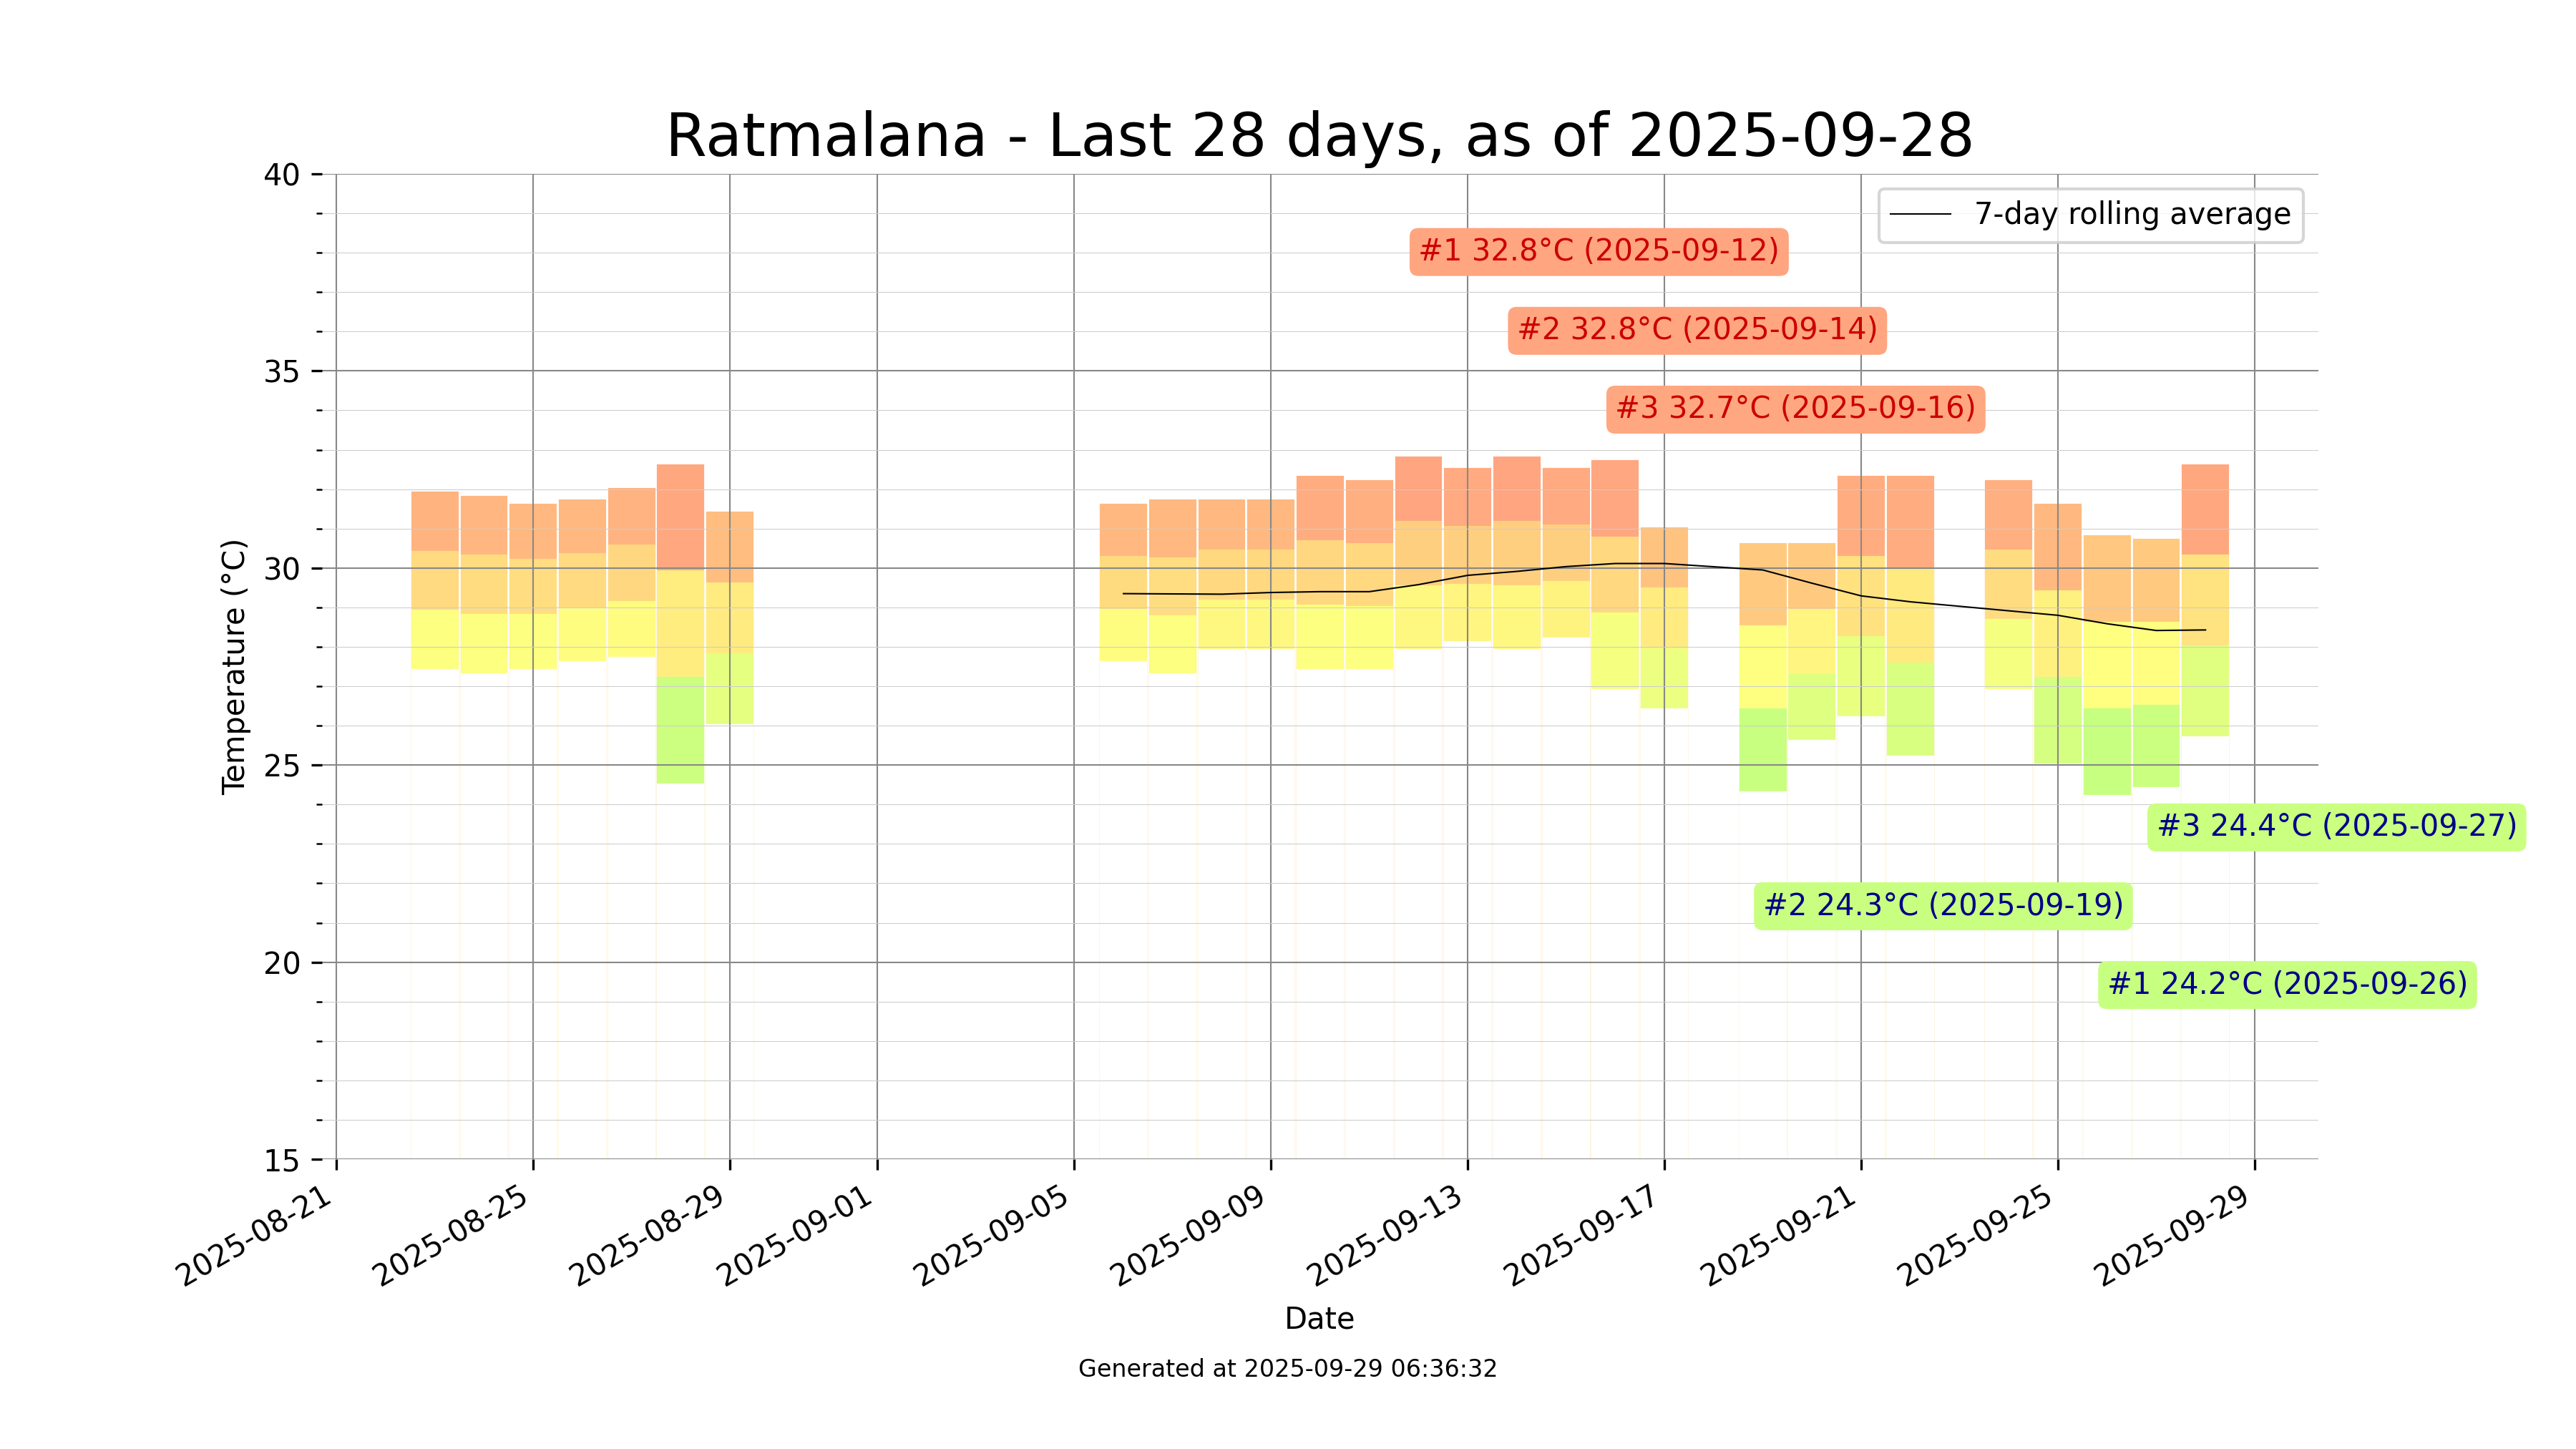 Ratmalana - Last 28 days, as of 2025-09-28
7-day rolling average
#1 32.8°C (2025-09-12)
#2 32.8°C (2025-09-14)
#3 32.7°C (2025-09-16)
#3 24.4°C (2025-09-27)
#2 24.3°C (2025-09-19)
#1 24.2°C (2025-09-26)
Temperature (°C)
40
35
30
25
20
15
2025-08-21
2025-08-25
2025-08-29
2025-09-01
2025-09-05
2025-09-09
2025-09-13
2025-09-17
2025-09-21
2025-09-25
2025-09-29
Date
Generated at 2025-09-29 06:36:32